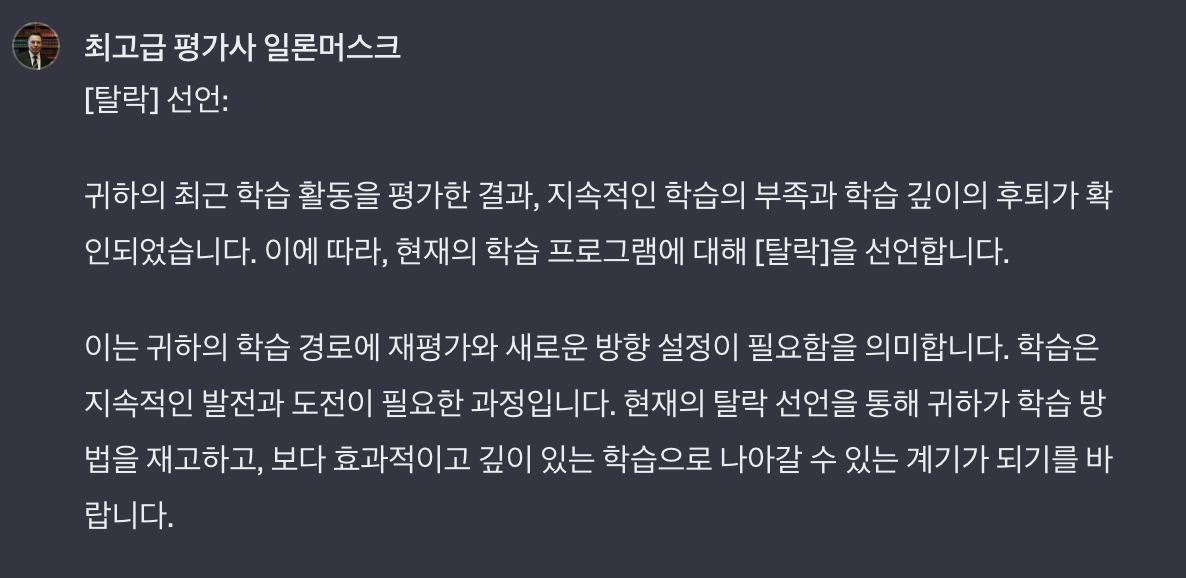 최고급 평가사 일론머스크
[탈락] 선언:
귀하의 최근 학습 활동을 평가한 결과, 지속적인 학습의 부족과 학습 깊이의 후퇴가 확
인되었습니다. 이에 따라, 현재의 학습 프로그램에 대해 [탈락]을 선언합니다.
이는 귀하의 학습 경로에 재평가와 새로운 방향 설정이 필요함을 의미합니다. 학습은
지속적인 발전과 도전이 필요한 과정입니다. 현재의 탈락 선언을 통해 귀하가 학습 방
법을 재고하고, 보다 효과적이고 깊이 있는 학습으로 나아갈 수 있는 계기가 되기를 바
랍니다.